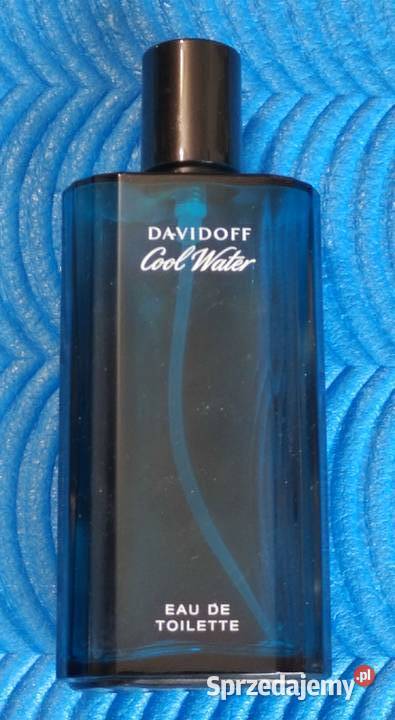 DAVIDOFF
Cool Water
EAU DE
TOILETTE
Sprzedajemy.pl